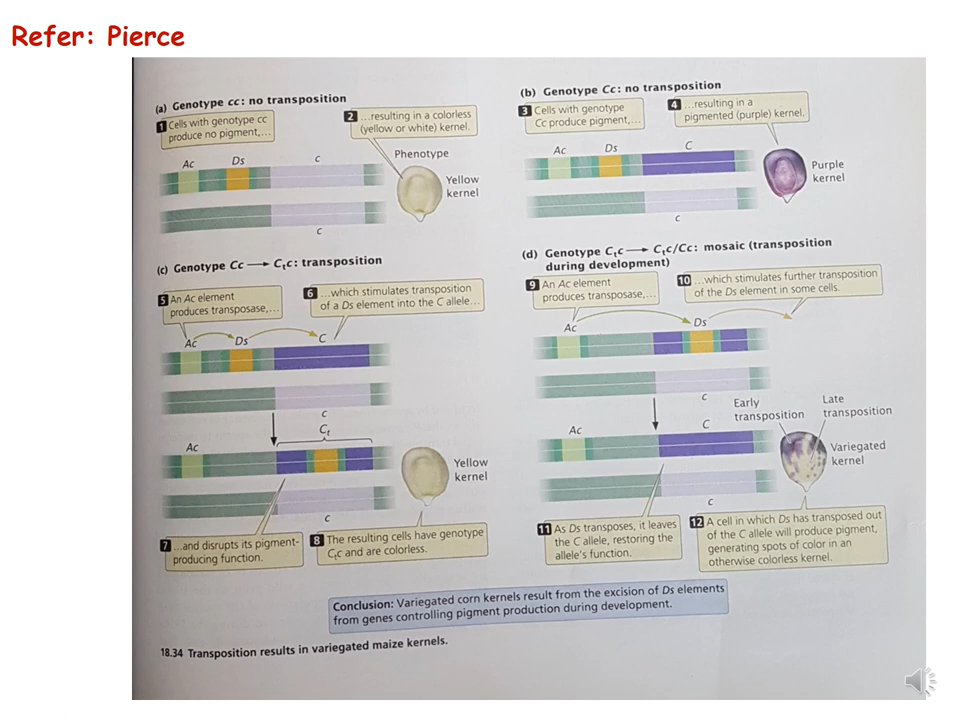 Refer: Pierce
(a) Genotype cc: no transposition
1 Cells with genotype cc
produce no pigment,...
2 ...resulting in a colorless
(yellow or white) kernel.
Ac
Ds
c
Phenotype
Yellow
kernel
c
(b) Genotype Cc: no transposition
3 Cells with genotype
Cc produce pigment,...
4 ...resulting in a
pigmented (purple) kernel.
Ac
Ds
C
Purple
kernel
c
(c) Genotype Cc → Ctc: transposition
5 An Ac element
produces transposase,...
6 ...which stimulates transposition
of a Ds element into the C allele...
Ac
Ds
C
c
Ct
Ac
Yellow
kernel
c
7 ...and disrupts its pigment-
producing function.
8 The resulting cells have genotype
Ctc and are colorless.
(d) Genotype Ctc → Ctc/Cc: mosaic (transposition
during development)
9 An Ac element
produces transposase,...
10 ...which stimulates further transposition
of the Ds element in some cells.
Ac
Ds
c
Early
transposition
Late
transposition
Ac
C
Variegated
kernel
c
11 As Ds transposes, it leaves
the C allele, restoring the
allele's function.
12 A cell in which Ds has transposed out
of the C allele will produce pigment,
generating spots of color in an
otherwise colorless kernel.
Conclusion: Variegated corn kernels result from the excision of Ds elements
from genes controlling pigment production during development.
18.34 Transposition results in variegated maize kernels.